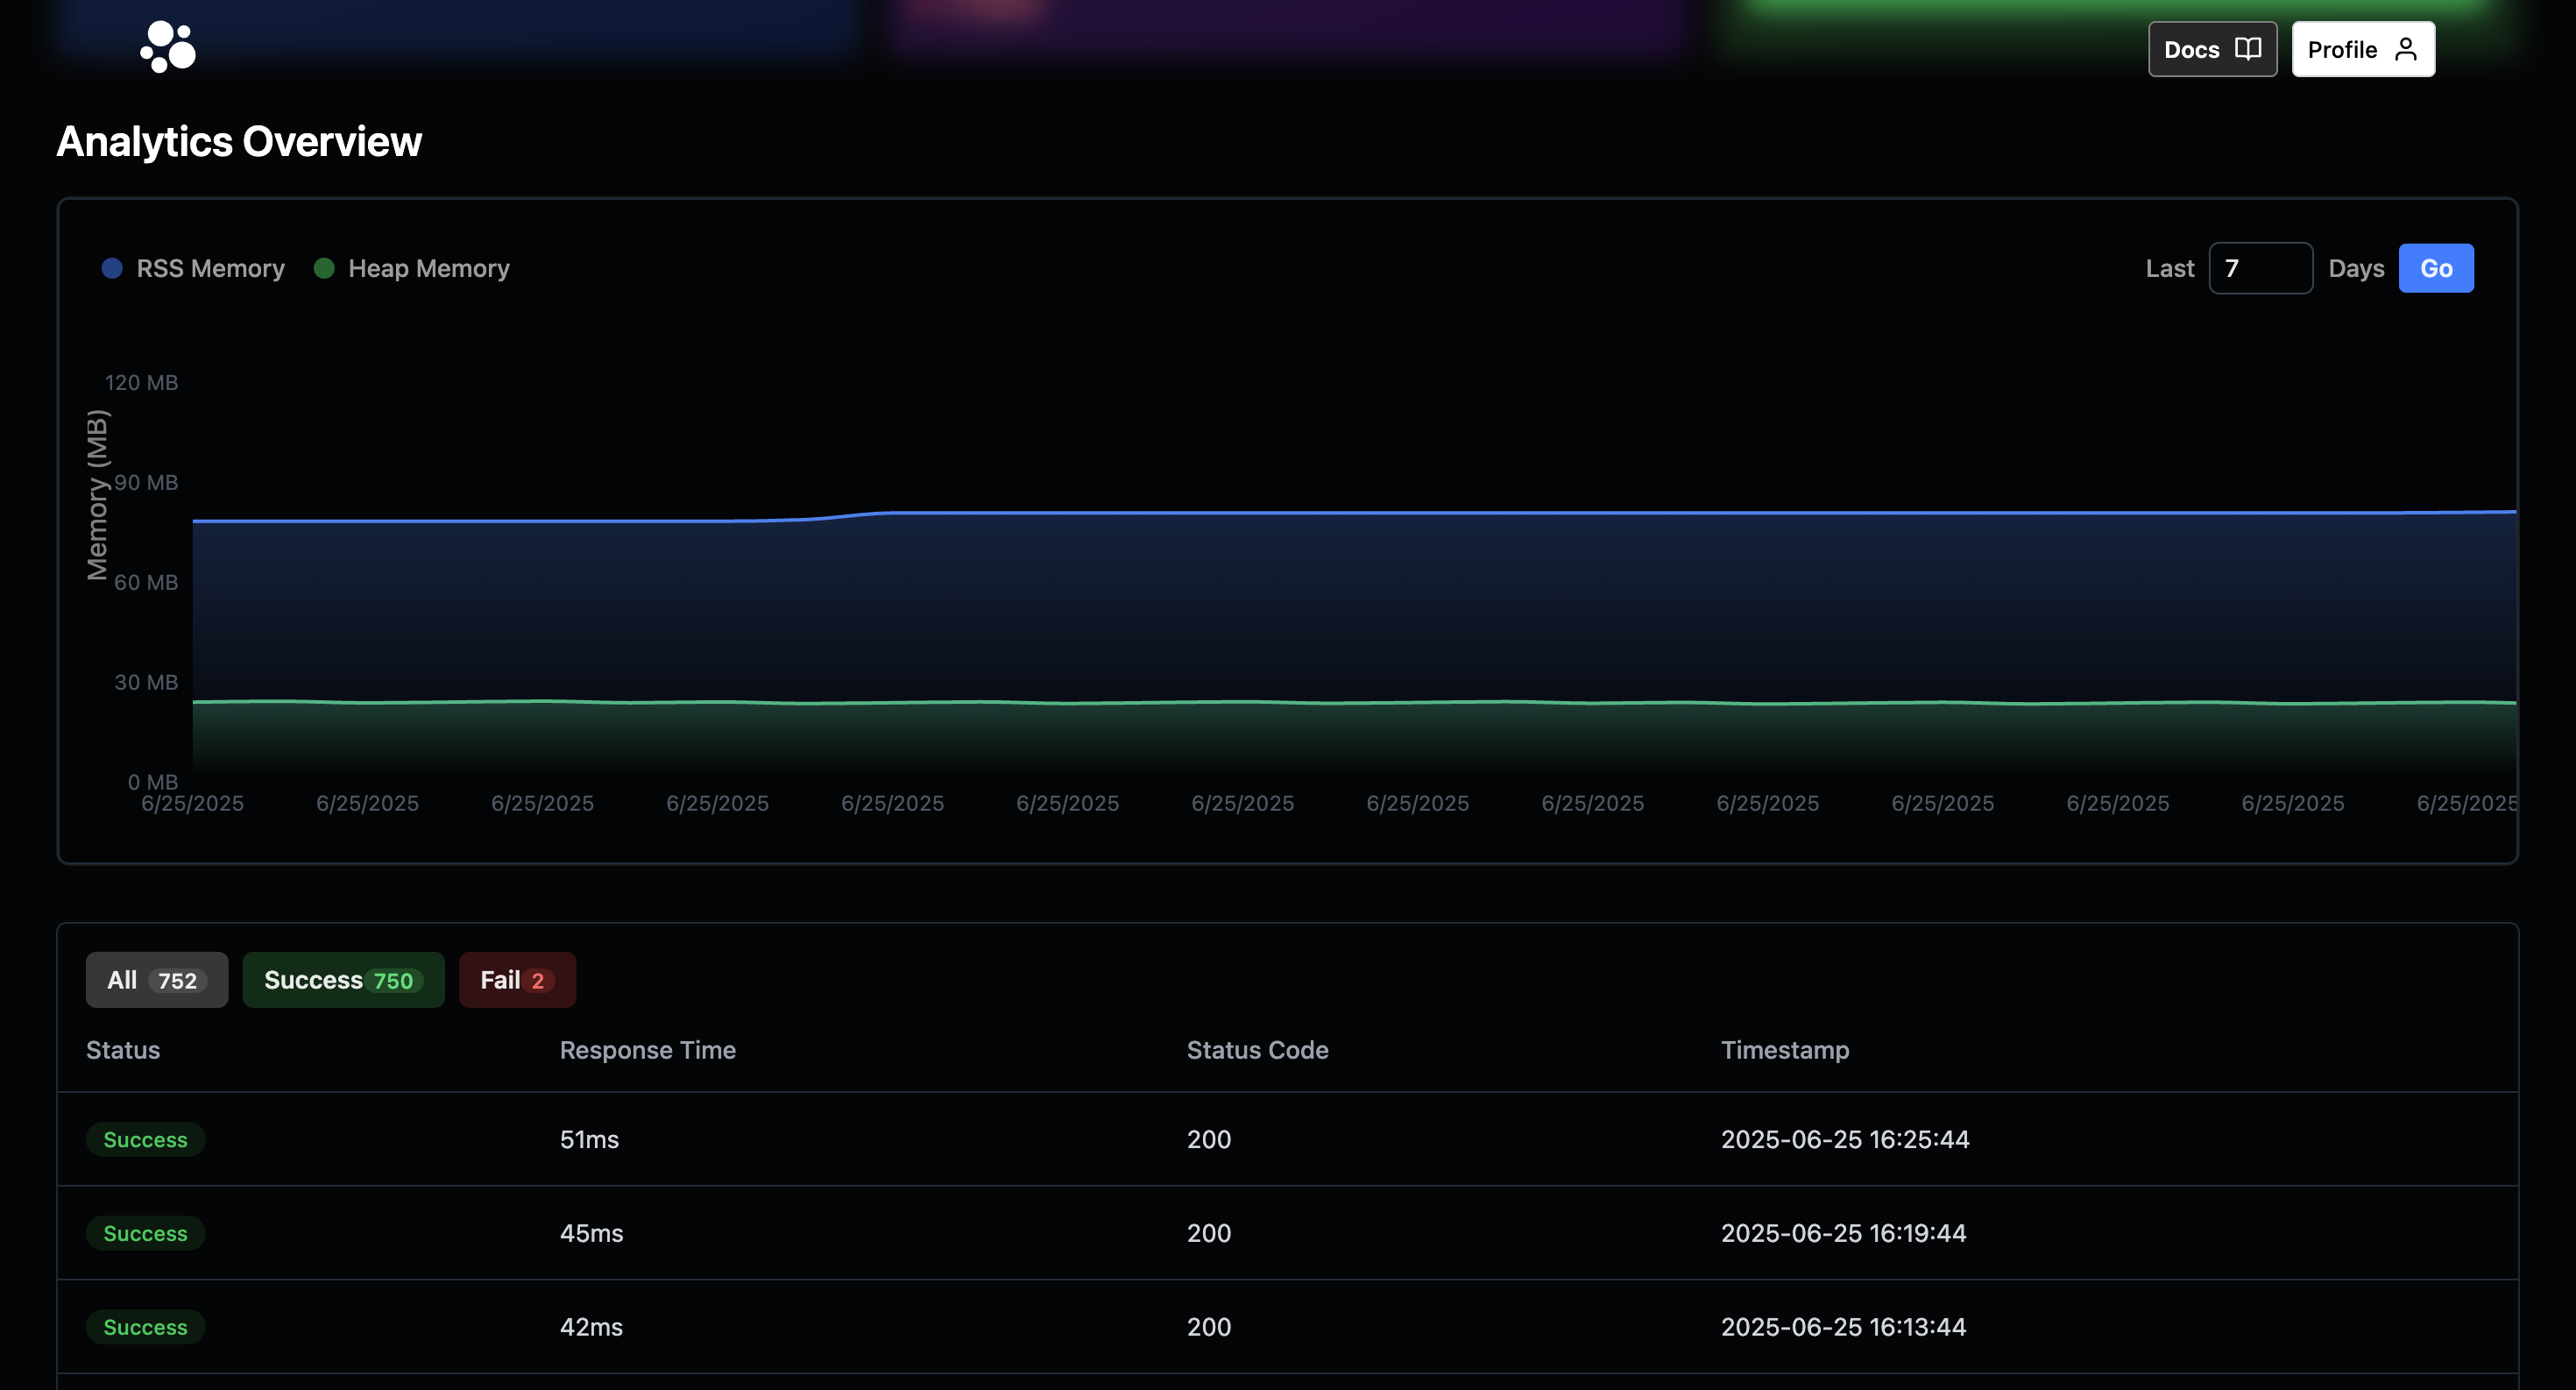 Docs
Profile
Analytics Overview
RSS Memory
Heap Memory
Last 7 Days Go
Memory (MB)
120 MB
90 MB
60 MB
30 MB
0 MB
6/25/2025 6/25/2025 6/25/2025 6/25/2025 6/25/2025 6/25/2025 6/25/2025 6/25/2025 6/25/2025 6/25/2025 6/25/2025 6/25/2025 6/25/2025 6/25/2025
All 752 Success 750 Fail 2
Status Response Time Status Code Timestamp
Success 51ms 200 2025-06-25 16:25:44
Success 45ms 200 2025-06-25 16:19:44
Success 42ms 200 2025-06-25 16:13:44